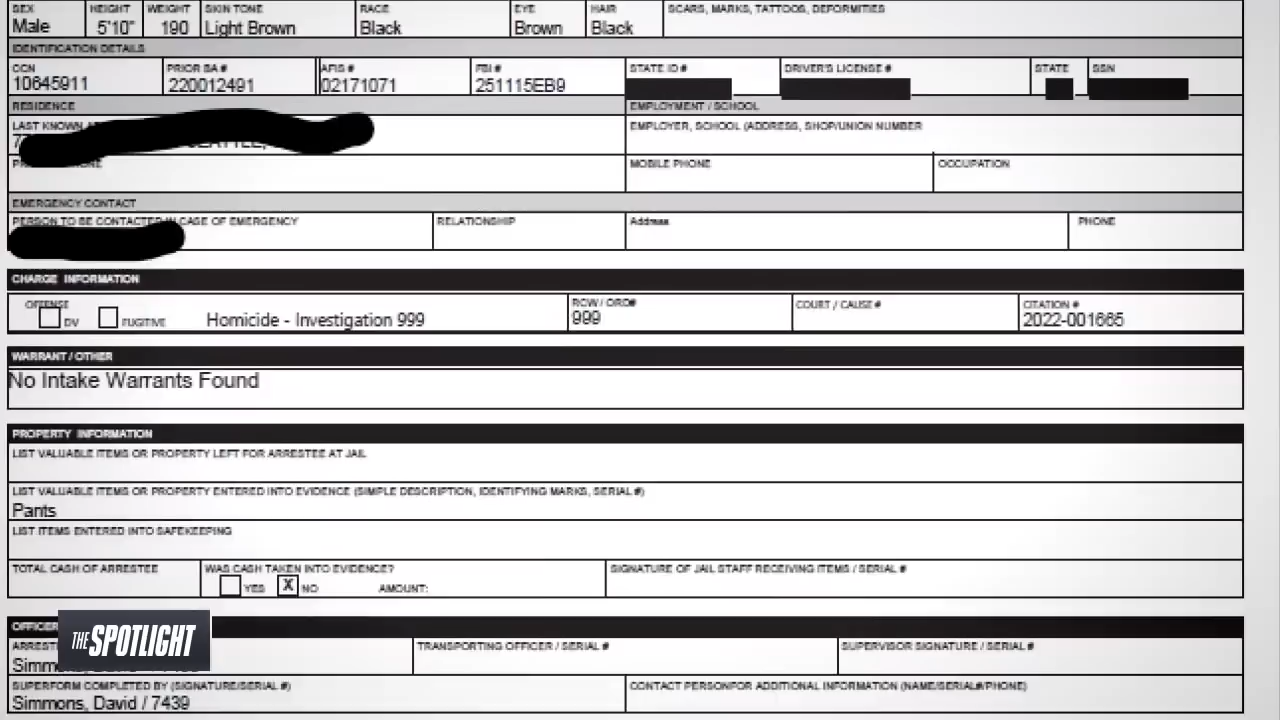 SEX HEIGHT WEIGHT SKIN TONE RACE EYE HAIR SCARS, MARKS, TATTOOS, DEFORMITIES
Male 5'10" 190 Light Brown Black Brown Black
IDENTIFICATION DETAILS
CCN PRIOR BA # AFIS # FBI # STATE ID # DRIVER'S LICENSE # STATE SSN
10645911 220012491 02171071 251115EB9
RESIDENCE EMPLOYMENT / SCHOOL
LAST KNOWN EMPLOYER, SCHOOL (ADDRESS, SHOP/UNION NUMBER
7 SEATTLE,
MOBILE PHONE OCCUPATION
EMERGENCY CONTACT
PERSON TO BE CONTACTED IN CASE OF EMERGENCY RELATIONSHIP Address PHONE
CHARGE INFORMATION
OFFENSE ROW / ORD# COURT / CAUSE # CITATION #
DV FUGITIVE Homicide - Investigation 999 999 2022-001665
WARRANT / OTHER
No Intake Warrants Found
PROPERTY INFORMATION
LIST VALUABLE ITEMS OR PROPERTY LEFT FOR ARRESTEE AT JAIL
LIST VALUABLE ITEMS OR PROPERTY ENTERED INTO EVIDENCE (SIMPLE DESCRIPTION, IDENTIFYING MARKS, SERIAL #)
Pants
LIST ITEMS ENTERED INTO SAFEKEEPING
TOTAL CASH OF ARRESTEE WAS CASH TAKEN INTO EVIDENCE? SIGNATURE OF JAIL STAFF RECEIVING ITEMS / SERIAL #
YES X NO AMOUNT:
OFFICER
THE SPOTLIGHT
TRANSPORTING OFFICER / SERIAL # SUPERVISOR SIGNATURE / SERIAL #
SUPERFORM COMPLETED BY (SIGNATURE/SERIAL #) CONTACT PERSONFOR ADDITIONAL INFORMATION (NAME/SERIAL#/PHONE)
Simmons, David / 7439